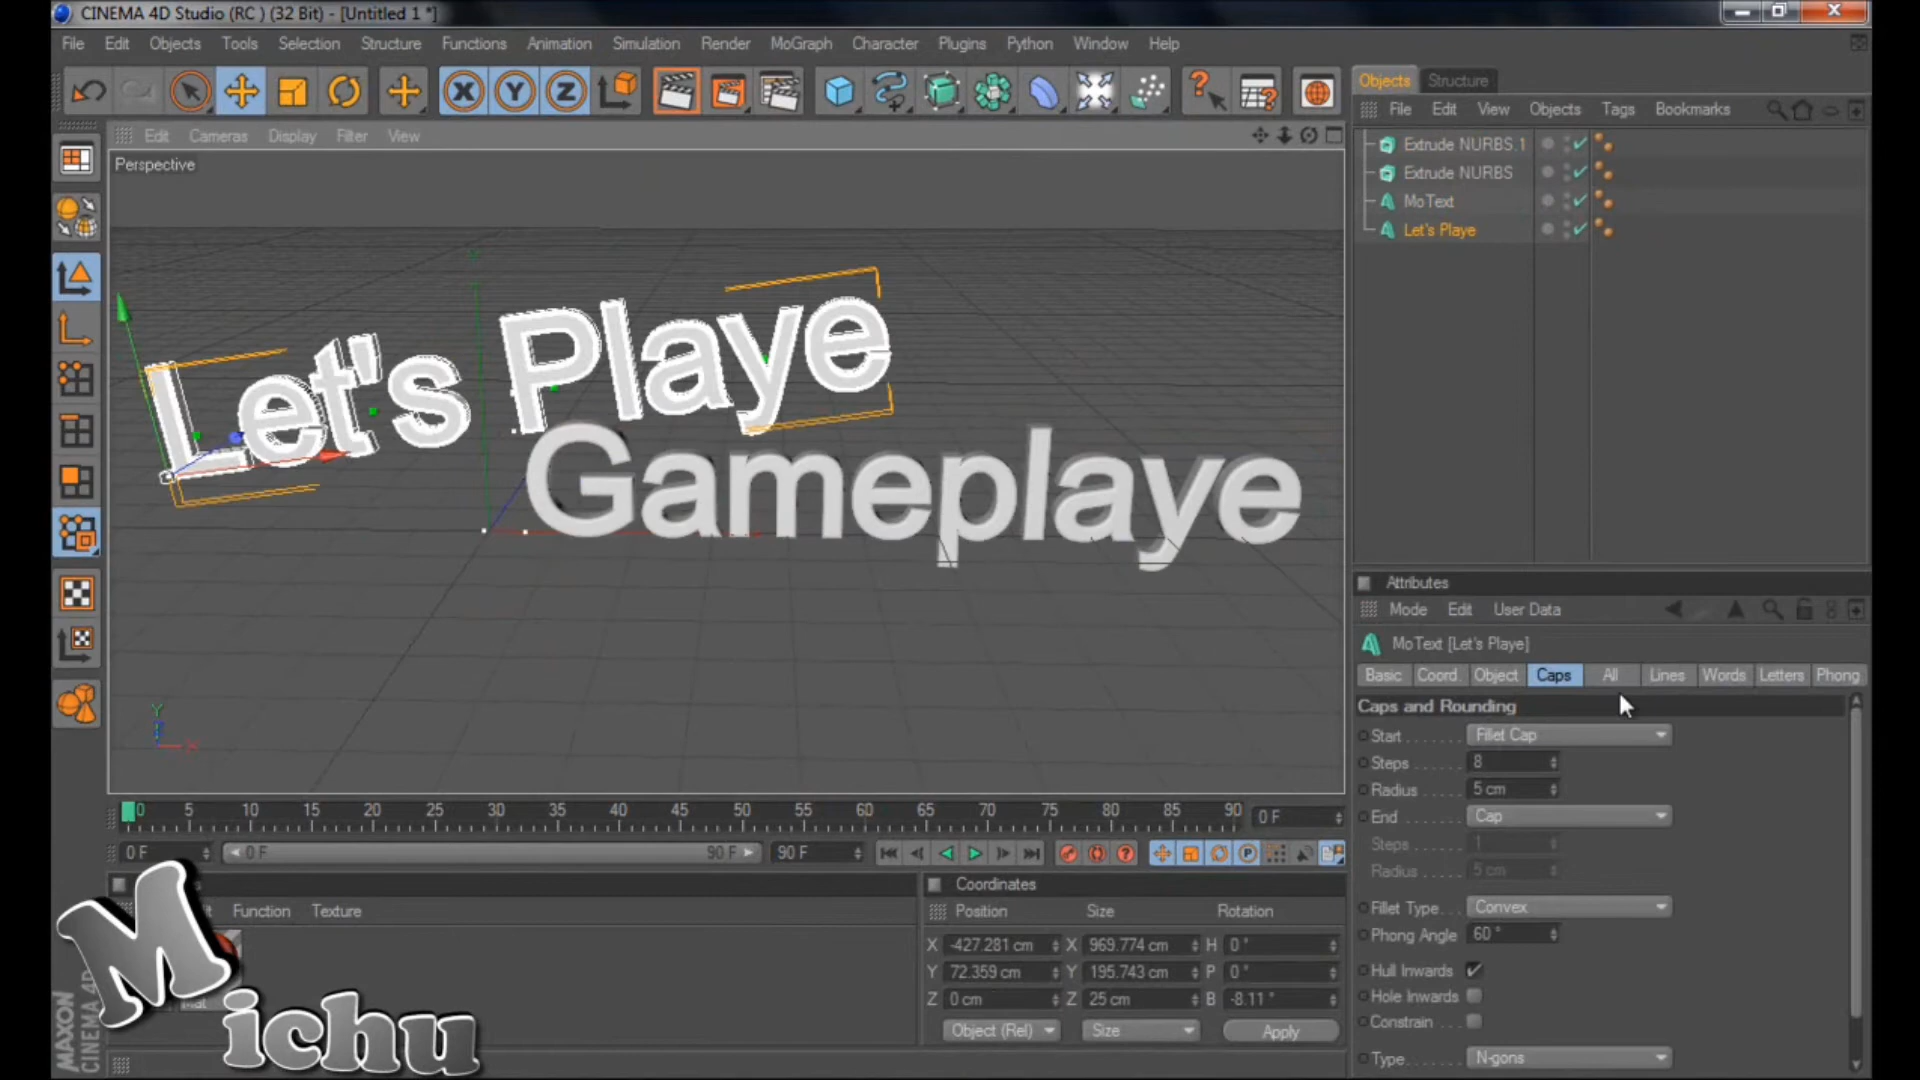 CINEMA 4D Studio (RC ) (32 Bit) - [Untitled 1 *]
File Edit Objects Tools Selection Structure Functions Animation Simulation Render MoGraph Character Plugins Python Window Help
X Y Z
Edit Cameras Display Filter View
Perspective
Let's Playe
Gameplaye
Y
X
0 5 10 15 20 25 30 35 40 45 50 55 60 65 70 75 80 85 90 0 F
0 F 0 F 90 F 90 F
Function Texture
Mat
MAXON
CINEMA 4D
Michu
Coordinates
Position Size Rotation
X -427.281 cm X 969.774 cm H 0 °
Y 72.359 cm Y 195.743 cm P 0 °
Z 0 cm Z 25 cm B -8.11 °
Object (Rel) Size Apply
Objects Structure
File Edit View Objects Tags Bookmarks
Extrude NURBS.1
Extrude NURBS
MoText
Let's Playe
Attributes
Mode Edit User Data
MoText [Let's Playe]
Basic Coord. Object Caps All Lines Words Letters Phong
Caps and Rounding
Start Fillet Cap
Steps 8
Radius 5 cm
End Cap
Steps 1
Radius 5 cm
Fillet Type Convex
Phong Angle 60 °
Hull Inwards
Hole Inwards
Constrain
Type N-gons